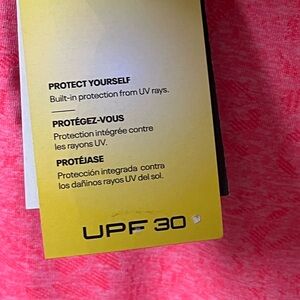 PROTECT YOURSELF
Built-in protection from UV rays.
PROTÉGEZ-VOUS
Protection intégrée contre
les rayons UV.
PROTÉJASE
Protección integrada contra
los dañinos rayos UV del sol.
UPF 30